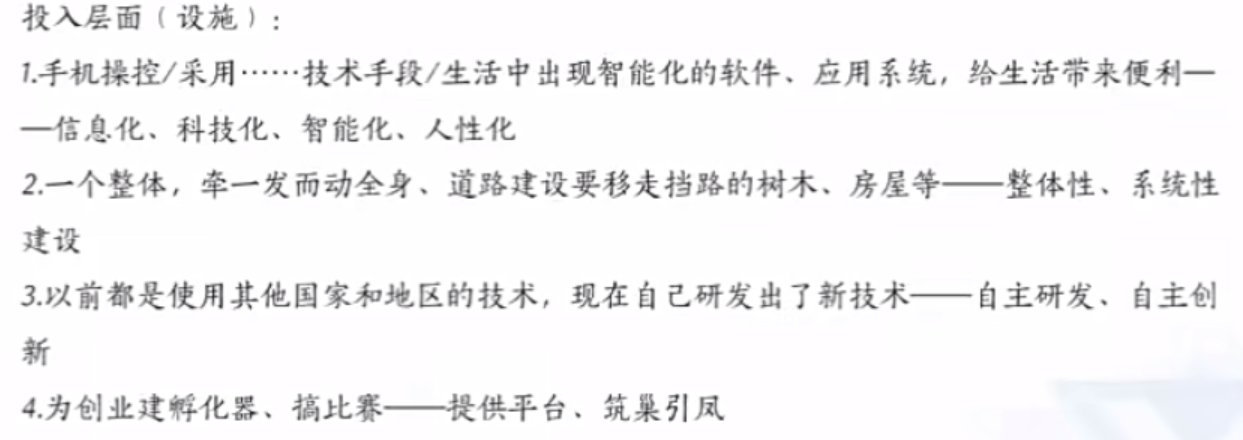 投入层面（设施）：
1.手机操控/采用……技术手段/生活中出现智能化的软件、应用系统，给生活带来便利—
—信息化、科技化、智能化、人性化
2.一个整体，牵一发而动全身、道路建设要移走挡路的树木、房屋等——整体性、系统性
建设
3.以前都是使用其他国家和地区的技术，现在自己研发出了新技术——自主研发、自主创
新
4.为创业建孵化器、搞比赛——提供平台、筑巢引凤